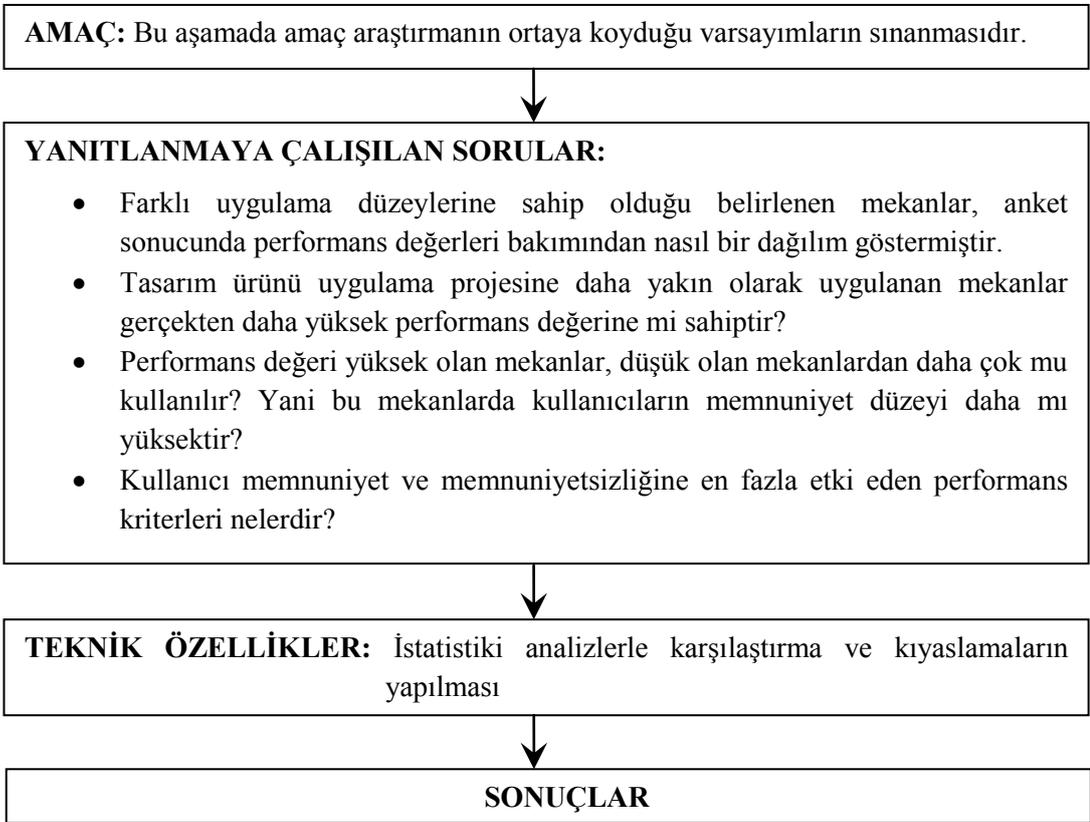 AMAÇ: Bu aşamada amaç araştırmanın ortaya koyduğu varsayımların sınanmasıdır.
YANITLANMAYA ÇALIŞILAN SORULAR:
• Farklı uygulama düzeylerine sahip olduğu belirlenen mekanlar, anket
sonucunda performans değerleri bakımından nasıl bir dağılım göstermiştir.
• Tasarım ürünü uygulama projesine daha yakın olarak uygulanan mekanlar
gerçekten daha yüksek performans değerine mi sahiptir?
• Performans değeri yüksek olan mekanlar, düşük olan mekanlardan daha çok mu
kullanılır? Yani bu mekanlarda kullanıcıların memnuniyet düzeyi daha mı
yüksektir?
• Kullanıcı memnuniyet ve memnuniyetsizliğine en fazla etki eden performans
kriterleri nelerdir?
TEKNİK ÖZELLİKLER: İstatistiki analizlerle karşılaştırma ve kıyaslamaların
yapılması
SONUÇLAR